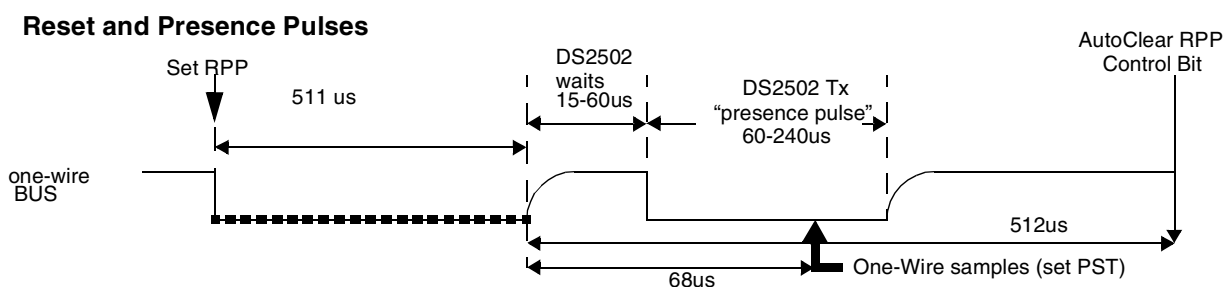 Reset and Presence Pulses
Set RPP
511 us
DS2502
waits
15-60us
DS2502 Tx
“presence pulse”
60-240us
AutoClear RPP
Control Bit
one-wire
BUS
512us
68us
One-Wire samples (set PST)